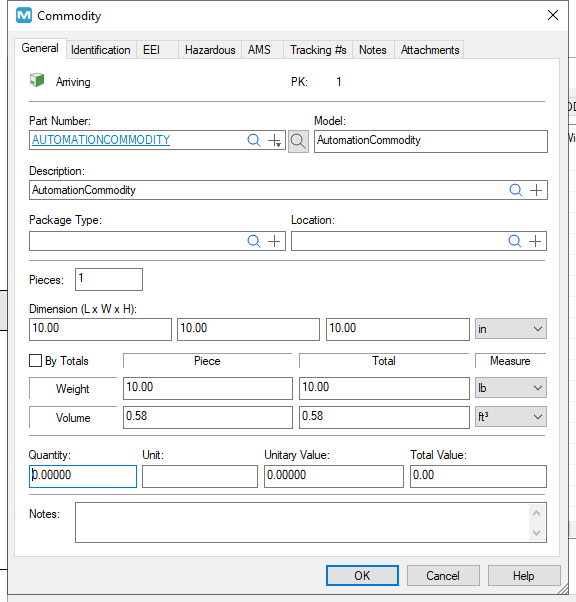 Commodity
General Identification EEI Hazardous AMS Tracking #s Notes Attachments
Arriving PK: 1
Part Number: Model:
AUTOMATIONCOMMODITY AutomationCommodity
Description:
AutomationCommodity
Package Type: Location:
Pieces: 1
Dimension (L x W x H):
10.00 10.00 10.00 in
By Totals Piece Total Measure
Weight 10.00 10.00 lb
Volume 0.58 0.58 ft³
Quantity: Unit: Unitary Value: Total Value:
0.00000 0.00000 0.00
Notes:
OK Cancel Help